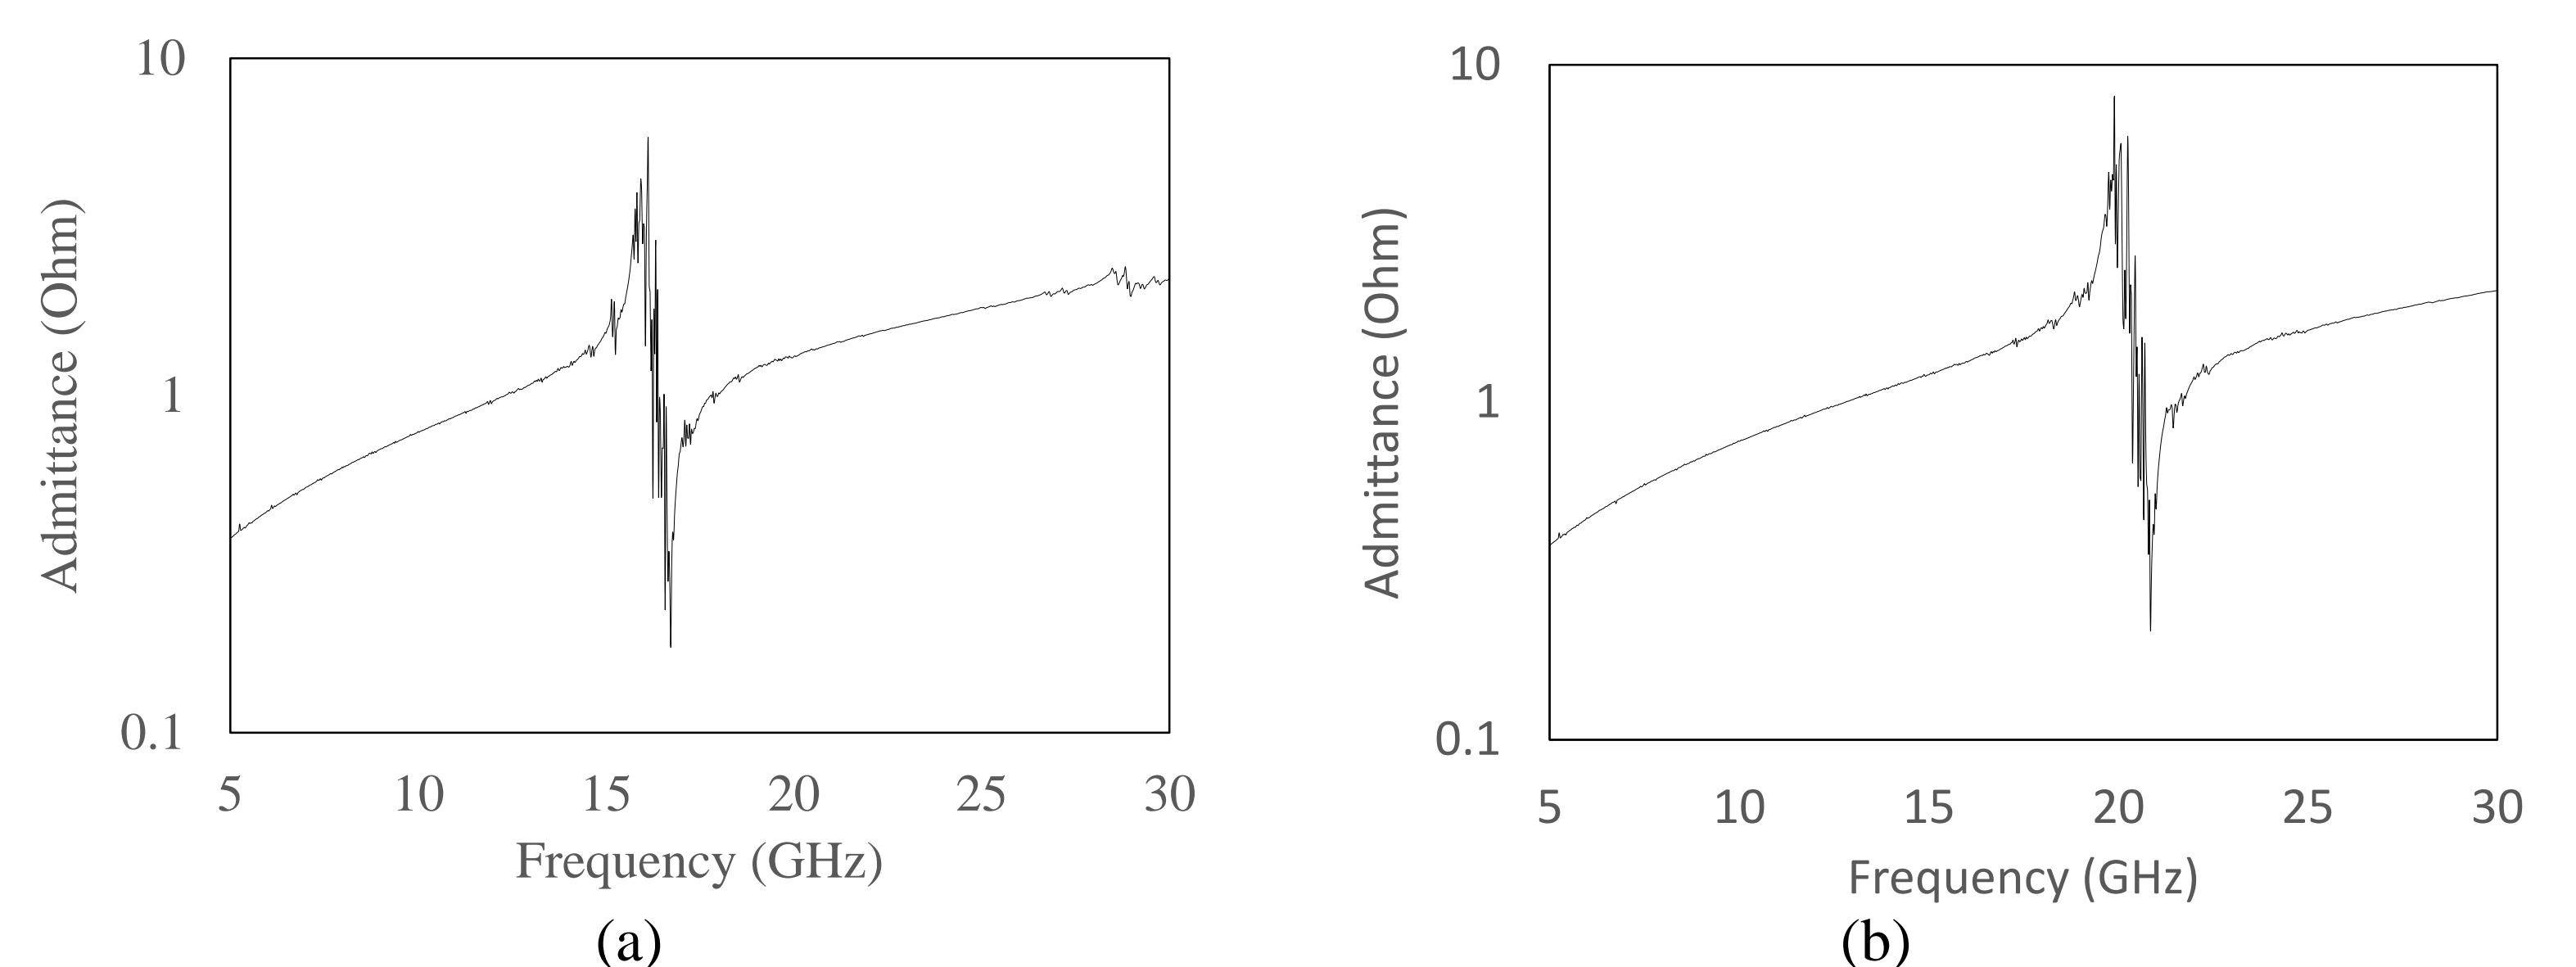 10
1
0.1
Admittance (Ohm)
5 10 15 20 25 30
Frequency (GHz)
(a)
10
1
0.1
Admittance (Ohm)
5 10 15 20 25 30
Frequency (GHz)
(b)